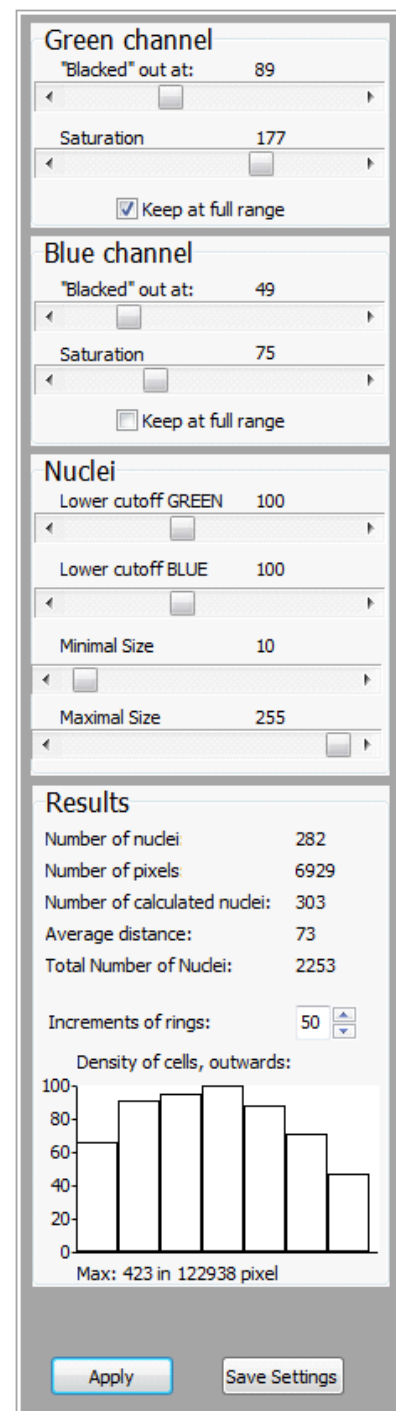 Green channel
"Blacked" out at: 89
Saturation 177
Keep at full range
Blue channel
"Blacked" out at: 49
Saturation 75
Keep at full range
Nuclei
Lower cutoff GREEN 100
Lower cutoff BLUE 100
Minimal Size 10
Maximal Size 255
Results
Number of nuclei 282
Number of pixels 6929
Number of calculated nuclei: 303
Average distance: 73
Total Number of Nuclei: 2253
Increments of rings: 50
Density of cells, outwards:
100
80
60
40
20
0
Max: 423 in 122938 pixel
Apply Save Settings